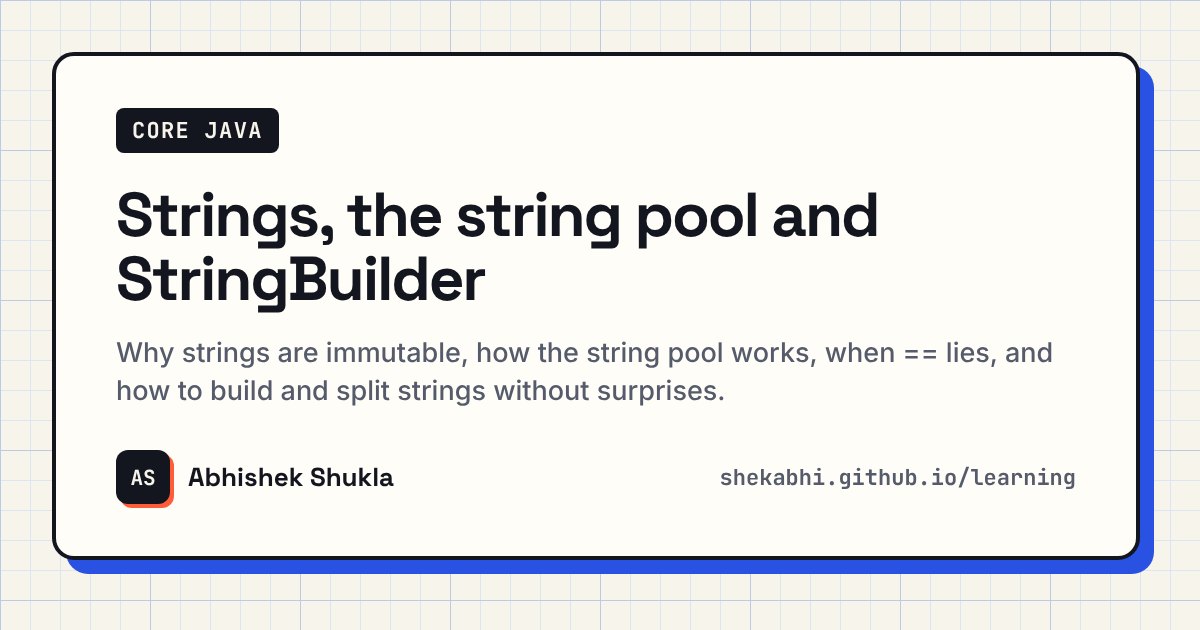 CORE JAVA
Strings, the string pool and
StringBuilder
Why strings are immutable, how the string pool works, when == lies, and
how to build and split strings without surprises.
AS
Abhishek Shukla
shekabhi.github.io/learning